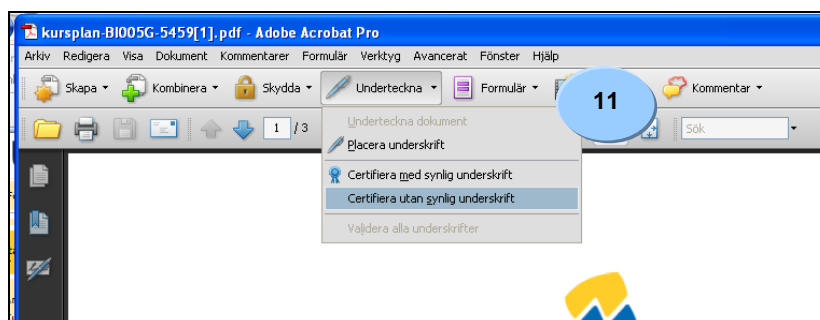 kursplan-BI005G-5459[1].pdf - Adobe Acrobat Pro
Arkiv Redigera Visa Dokument Kommentarer Formulär Verktyg Avancerat Fönster Hjälp
Skapa Kombinera Skydda Underteckna Formulär 11 Kommentar
1 / 3 Sök
Underteckna dokument
Placera underskrift
Certifiera med synlig underskrift
Certifiera utan synlig underskrift
Validera alla underskrifter